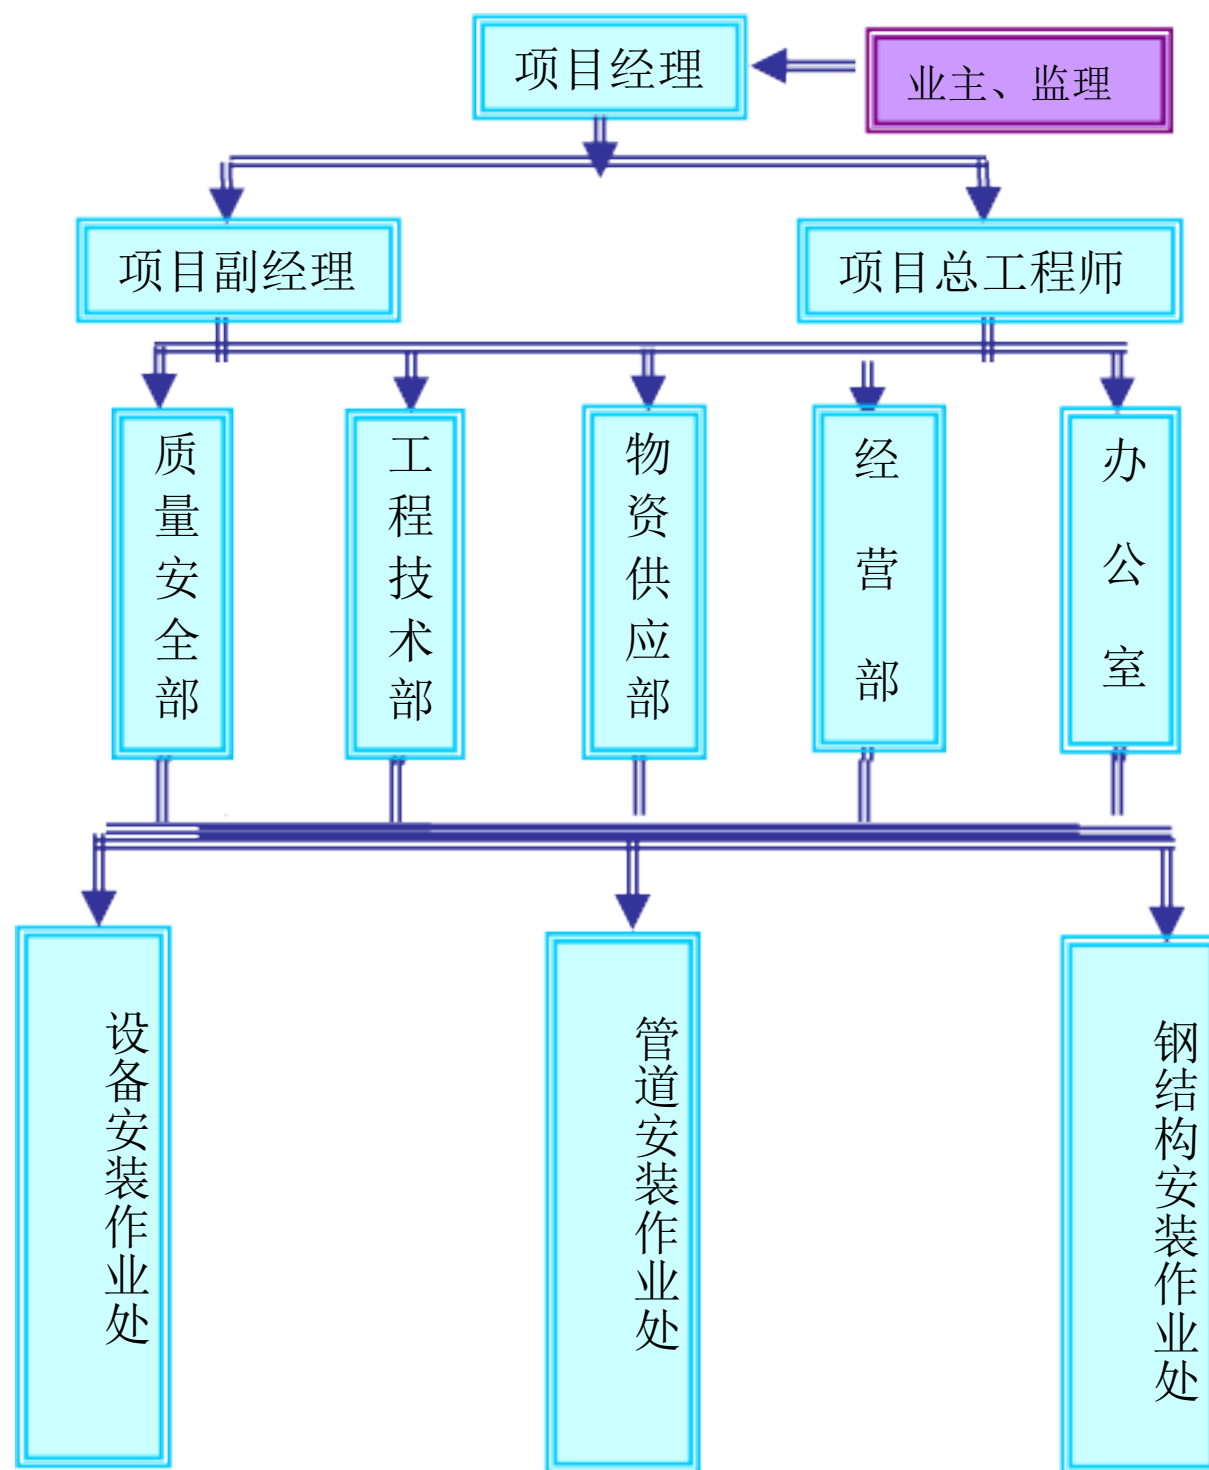 项目经理
业主、监理
项目副经理
项目总工程师
质量安全部
工程技术部
物资供应部
经营部
办公室
设备安装作业处
管道安装作业处
钢结构安装作业处